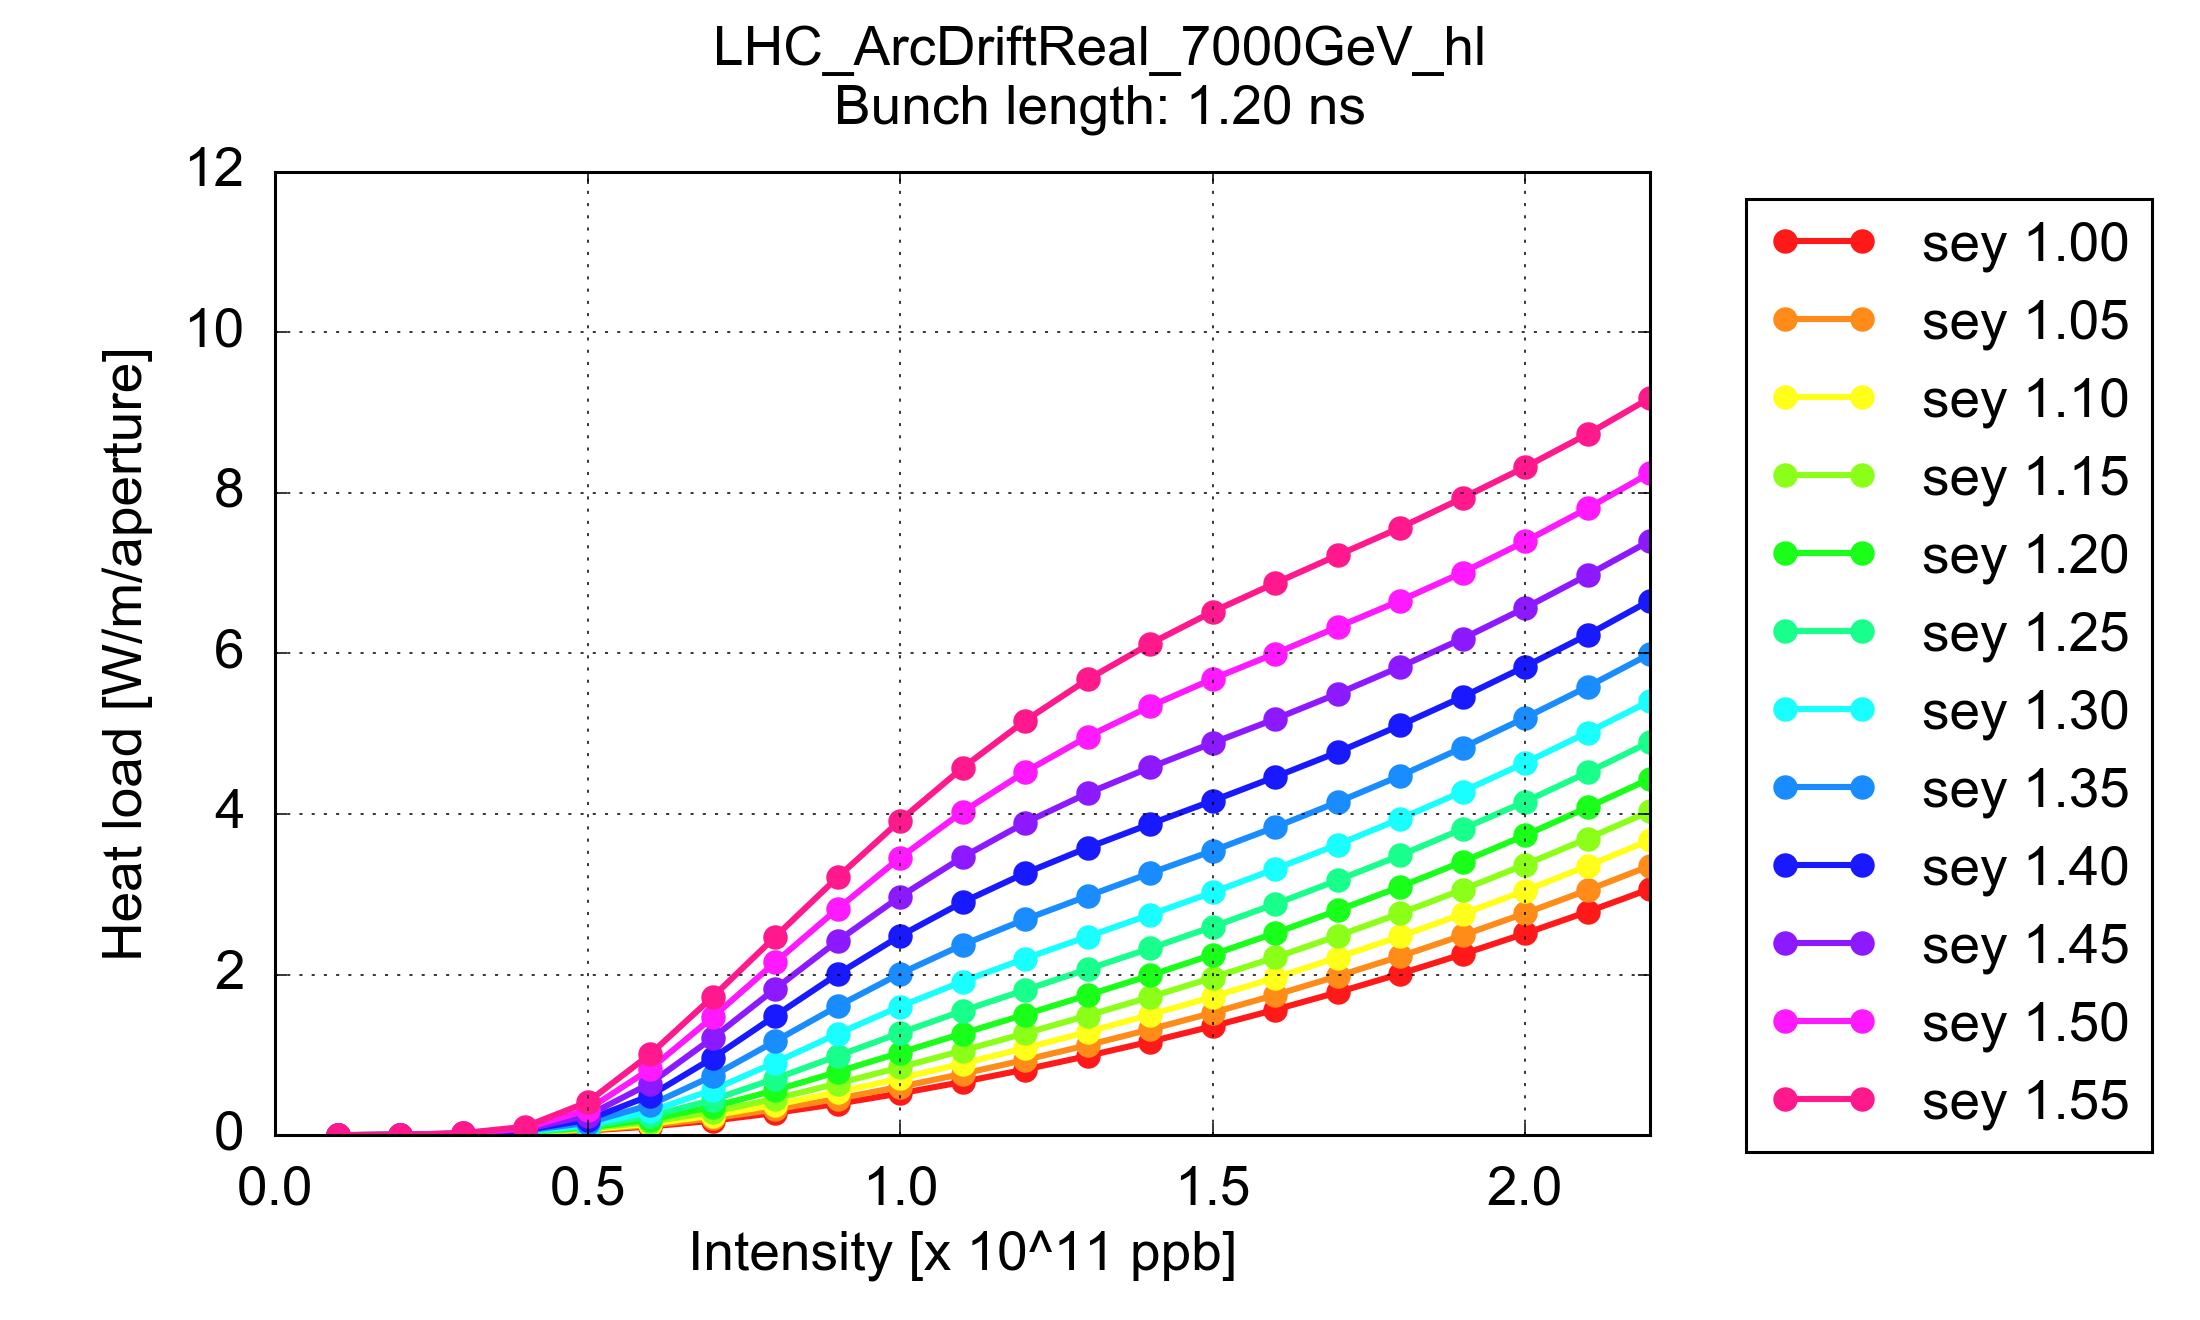 LHC_ArcDriftReal_7000GeV_hl
Bunch length: 1.20 ns
Heat load [W/m/aperture]
12
10
8
6
4
2
0
0.0 0.5 1.0 1.5 2.0
Intensity [x 10^11 ppb]
sey 1.00
sey 1.05
sey 1.10
sey 1.15
sey 1.20
sey 1.25
sey 1.30
sey 1.35
sey 1.40
sey 1.45
sey 1.50
sey 1.55